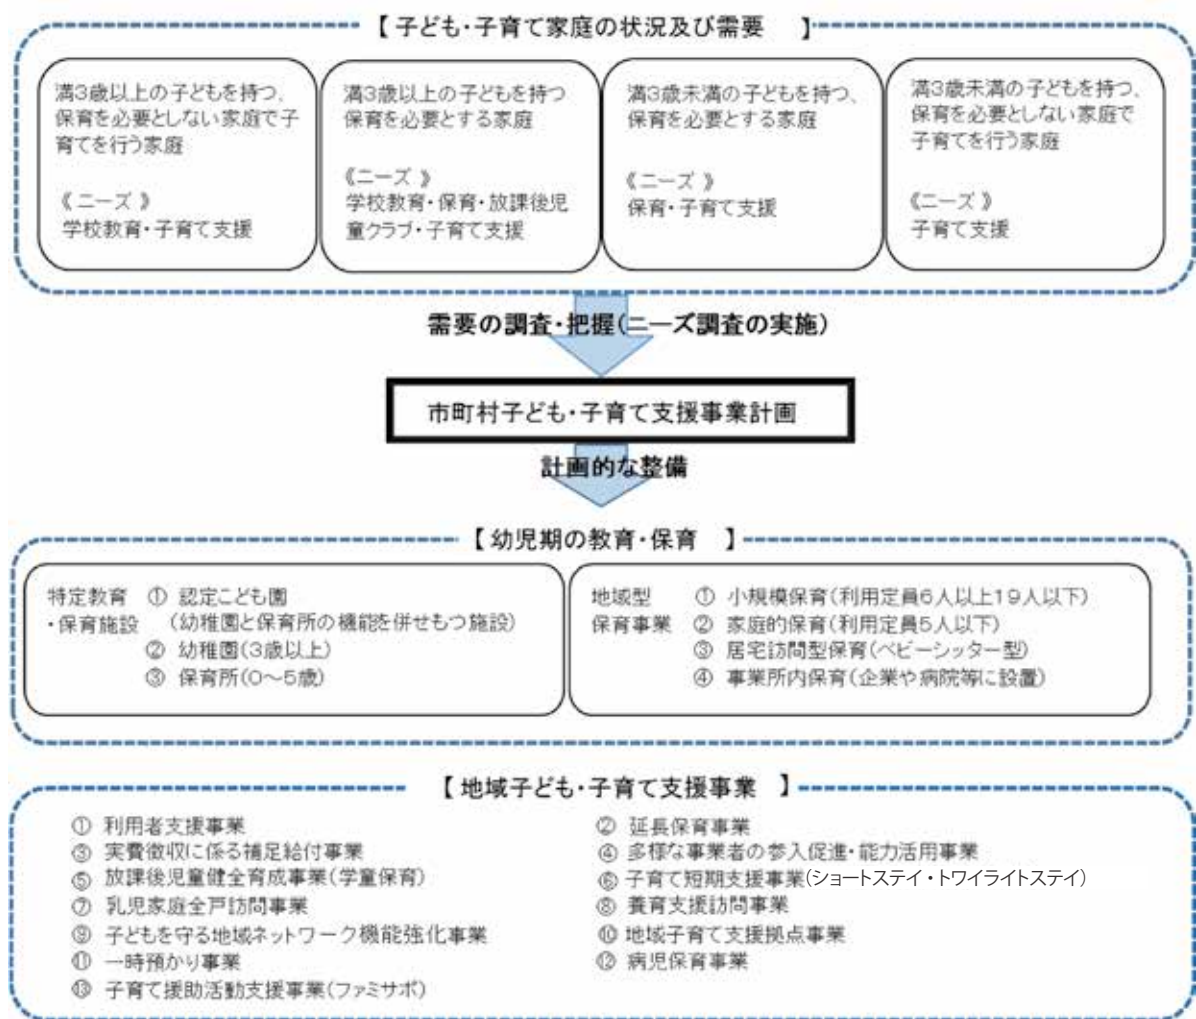 【 子ども・子育て家庭の状況及び需要 】
満3歳以上の子どもを持つ、
保育を必要としない家庭で子
育てを行う家庭
《ニーズ 》
学校教育・子育て支援
満3歳以上の子どもを持つ
保育を必要とする家庭
《ニーズ 》
学校教育・保育・放課後児
童クラブ・子育て支援
満3歳未満の子どもを持つ、
保育を必要とする家庭
《ニーズ 》
保育・子育て支援
満3歳未満の子どもを持つ、
保育を必要としない家庭で
子育てを行う家庭
《ニーズ 》
子育て支援
需要の調査・把握(ニーズ調査の実施)
市町村子ども・子育て支援事業計画
計画的な整備
【 幼児期の教育・保育 】
特定教育 ① 認定こども園
・保育施設 (幼稚園と保育所の機能を併せもつ施設)
② 幼稚園(3歳以上)
③ 保育所(0～5歳)
地域型 ① 小規模保育(利用定員6人以上19人以下)
保育事業 ② 家庭的保育(利用定員5人以下)
③ 居宅訪問型保育(ベビーシッター型)
④ 事業所内保育(企業や病院等に設置)
【 地域子ども・子育て支援事業 】
① 利用者支援事業
② 延長保育事業
③ 実費徴収に係る補足給付事業
④ 多様な事業者の参入促進・能力活用事業
⑤ 放課後児童健全育成事業(学童保育)
⑥ 子育て短期支援事業(ショートステイ・トワイライトステイ)
⑦ 乳児家庭全戸訪問事業
⑧ 養育支援訪問事業
⑨ 子どもを守る地域ネットワーク機能強化事業
⑩ 地域子育て支援拠点事業
⑪ 一時預かり事業
⑫ 病児保育事業
⑬ 子育て援助活動支援事業(ファミサポ)